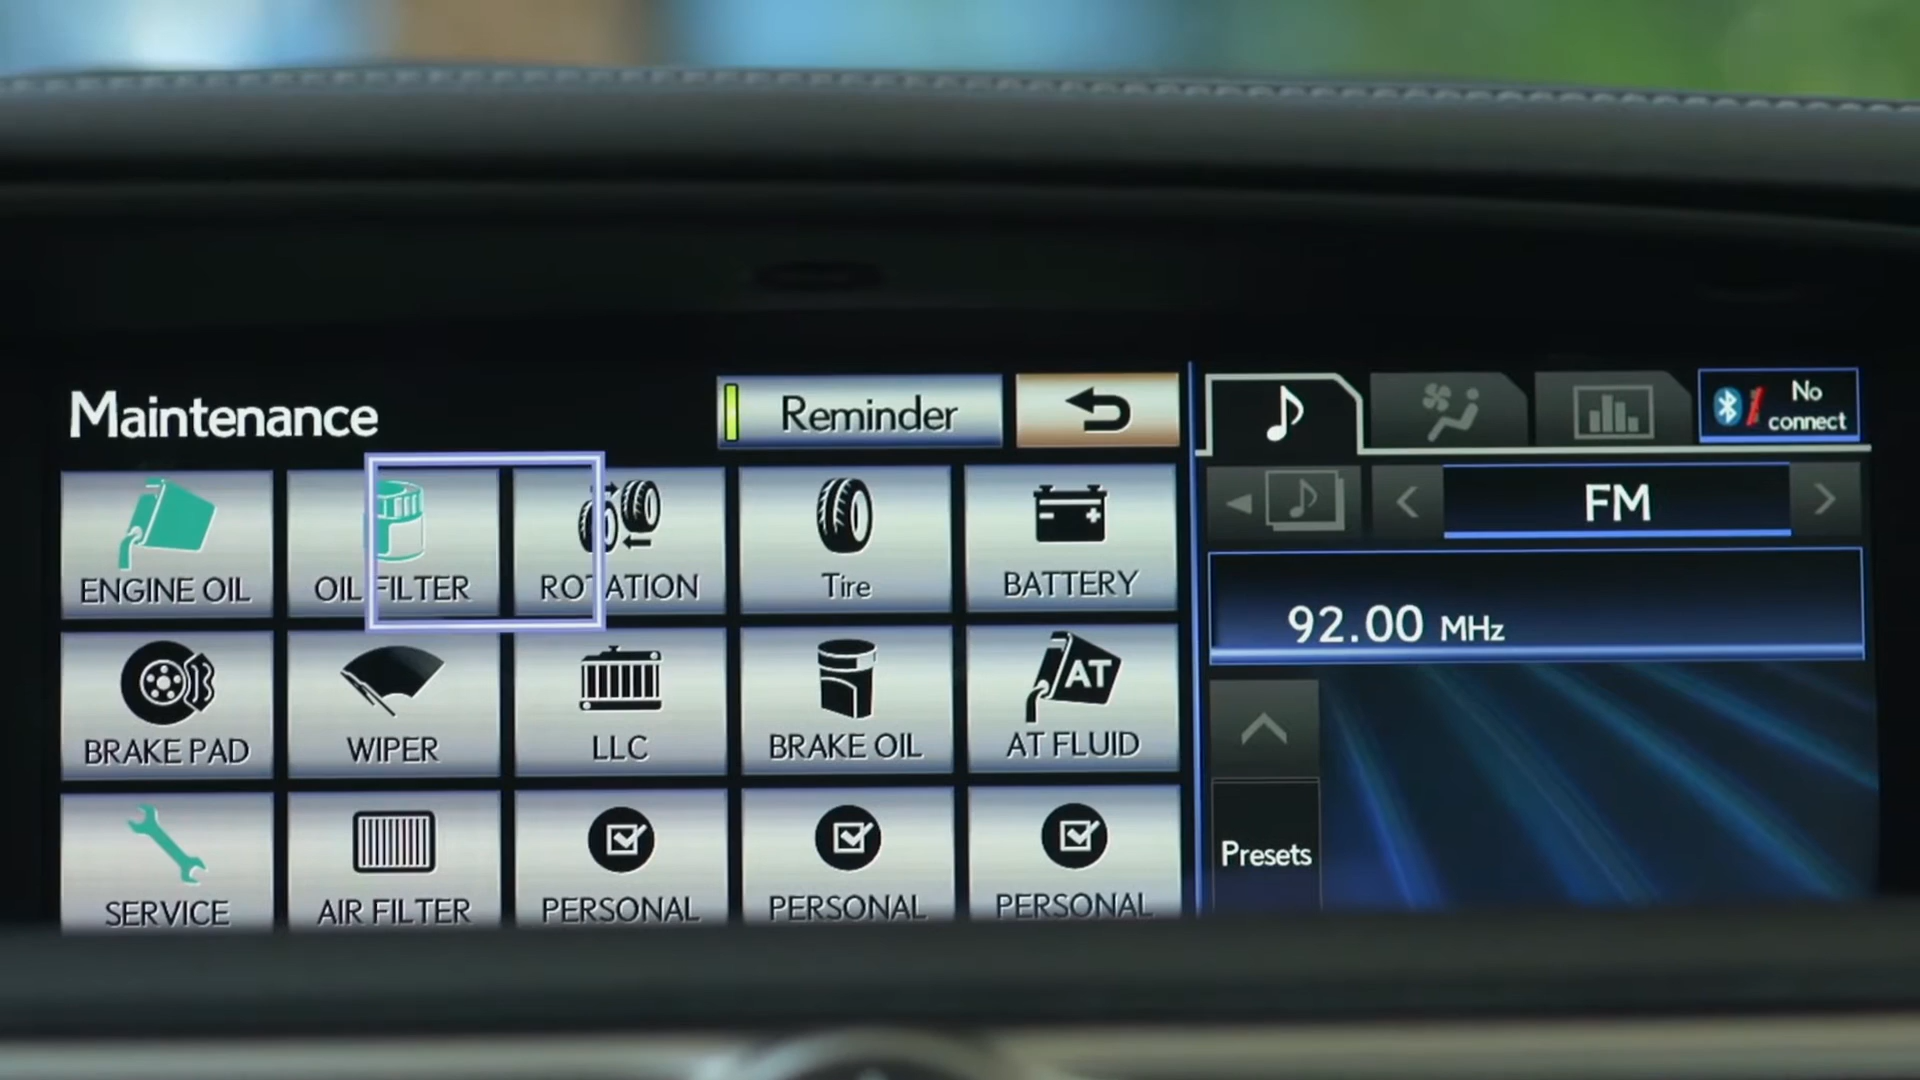 Maintenance
Reminder
No
connect
FM
92.00 MHz
ENGINE OIL
OIL FILTER
ROTATION
Tire
BATTERY
BRAKE PAD
WIPER
LLC
BRAKE OIL
AT
AT FLUID
SERVICE
AIR FILTER
PERSONAL
PERSONAL
PERSONAL
Presets